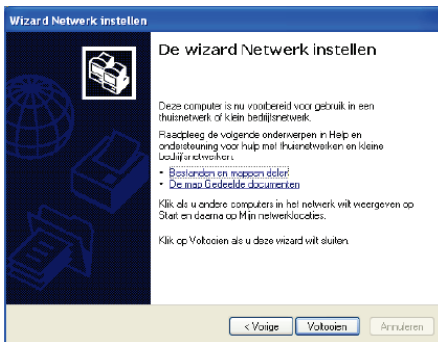 Wizard Netwerk instellen
De wizard Netwerk instellen
Deze computer is nu voorbereid voor gebruik in een
thuisnetwerk of klein bedrijfsnetwerk.
Raadpleeg de volgende onderwerpen in Help en
ondersteuning voor hulp met thuisnetwerken en kleine
bedrijfsnetwerken:
• Bestanden en mappen delen
• De map Gedeelde documenten
Klik als u andere computers in het netwerk wilt weergeven op
Start en daarna op Mijn netwerklocaties.
Klik op Voltooien als u deze wizard wilt sluiten.
< Vorige
Voltooien
Annuleren